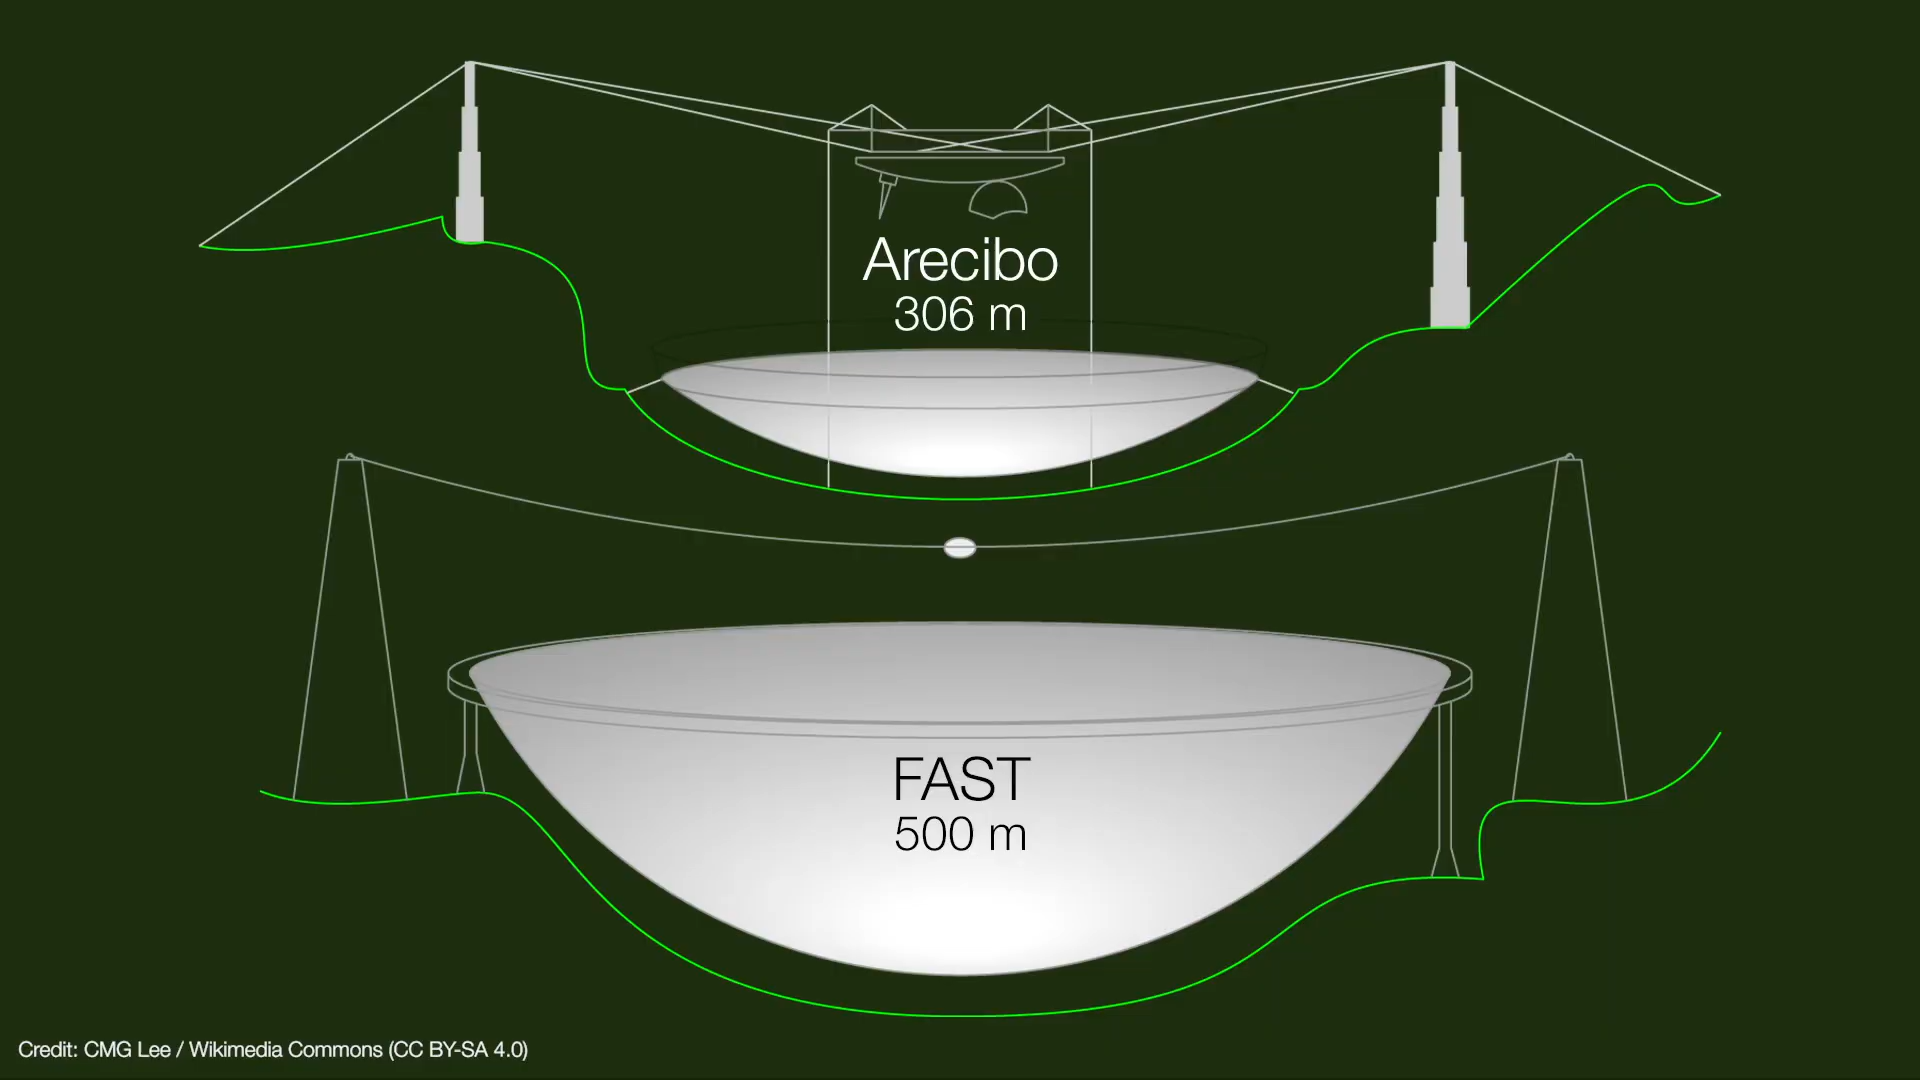 Arecibo
306 m
FAST
500 m
Credit: CMG Lee / Wikimedia Commons (CC BY-SA 4.0)